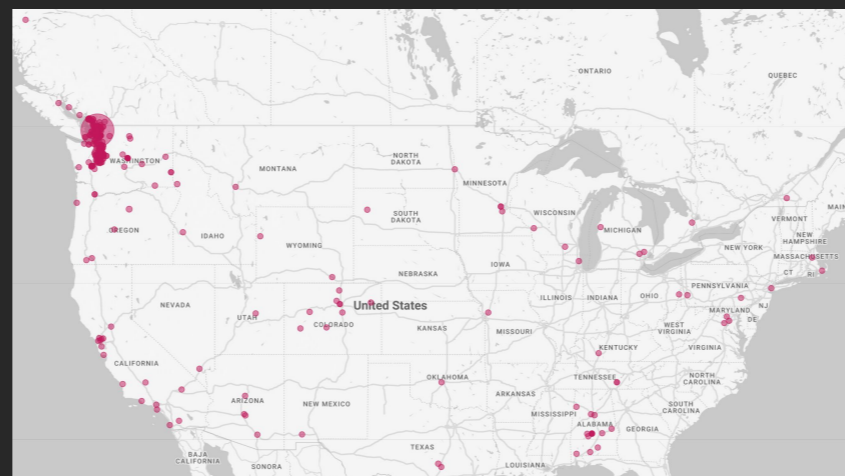 ONTARIO
QUEBEC
WASHINGTON
MONTANA
NORTH
DAKOTA
MINNESOTA
OREGON
IDAHO
SOUTH
DAKOTA
WISCONSIN
MICHIGAN
VERMONT
MAIN
NEW
HAMPSHIRE
WYOMING
NEW YORK
MASSACHUSETTS
IOWA
CT
RI
NEBRASKA
PENNSYLVANIA
NEVADA
UTAH
United States
ILLINOIS
INDIANA
OHIO
NJ
MARYLAND
DE
COLORADO
KANSAS
MISSOURI
WEST
VIRGINIA
KENTUCKY
VIRGINIA
CALIFORNIA
OKLAHOMA
TENNESSEE
NORTH
CAROLINA
ARIZONA
NEW MEXICO
ARKANSAS
SOUTH
CAROLINA
MISSISSIPPI
ALABAMA
GEORGIA
TEXAS
BAJA
CALIFORNIA
SONORA
LOUISIANA